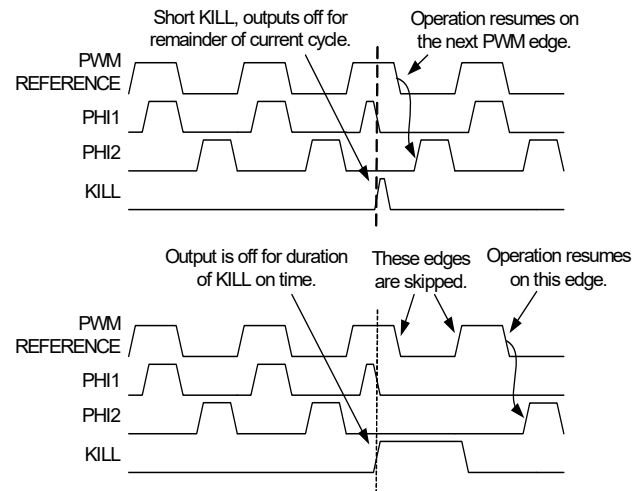 Short KILL, outputs off for
remainder of current cycle.
Operation resumes on
the next PWM edge.
PWM
REFERENCE
PHI1
PHI2
KILL
Output is off for duration
of KILL on time.
These edges
are skipped.
Operation resumes
on this edge.
PWM
REFERENCE
PHI1
PHI2
KILL